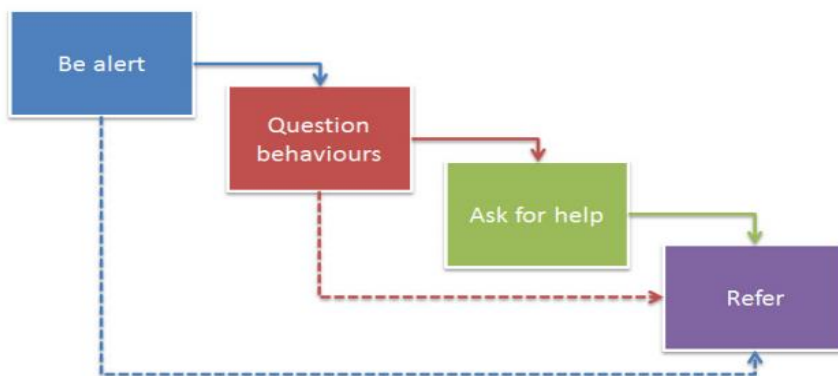 Be alert
Question
behaviours
Ask for help
Refer